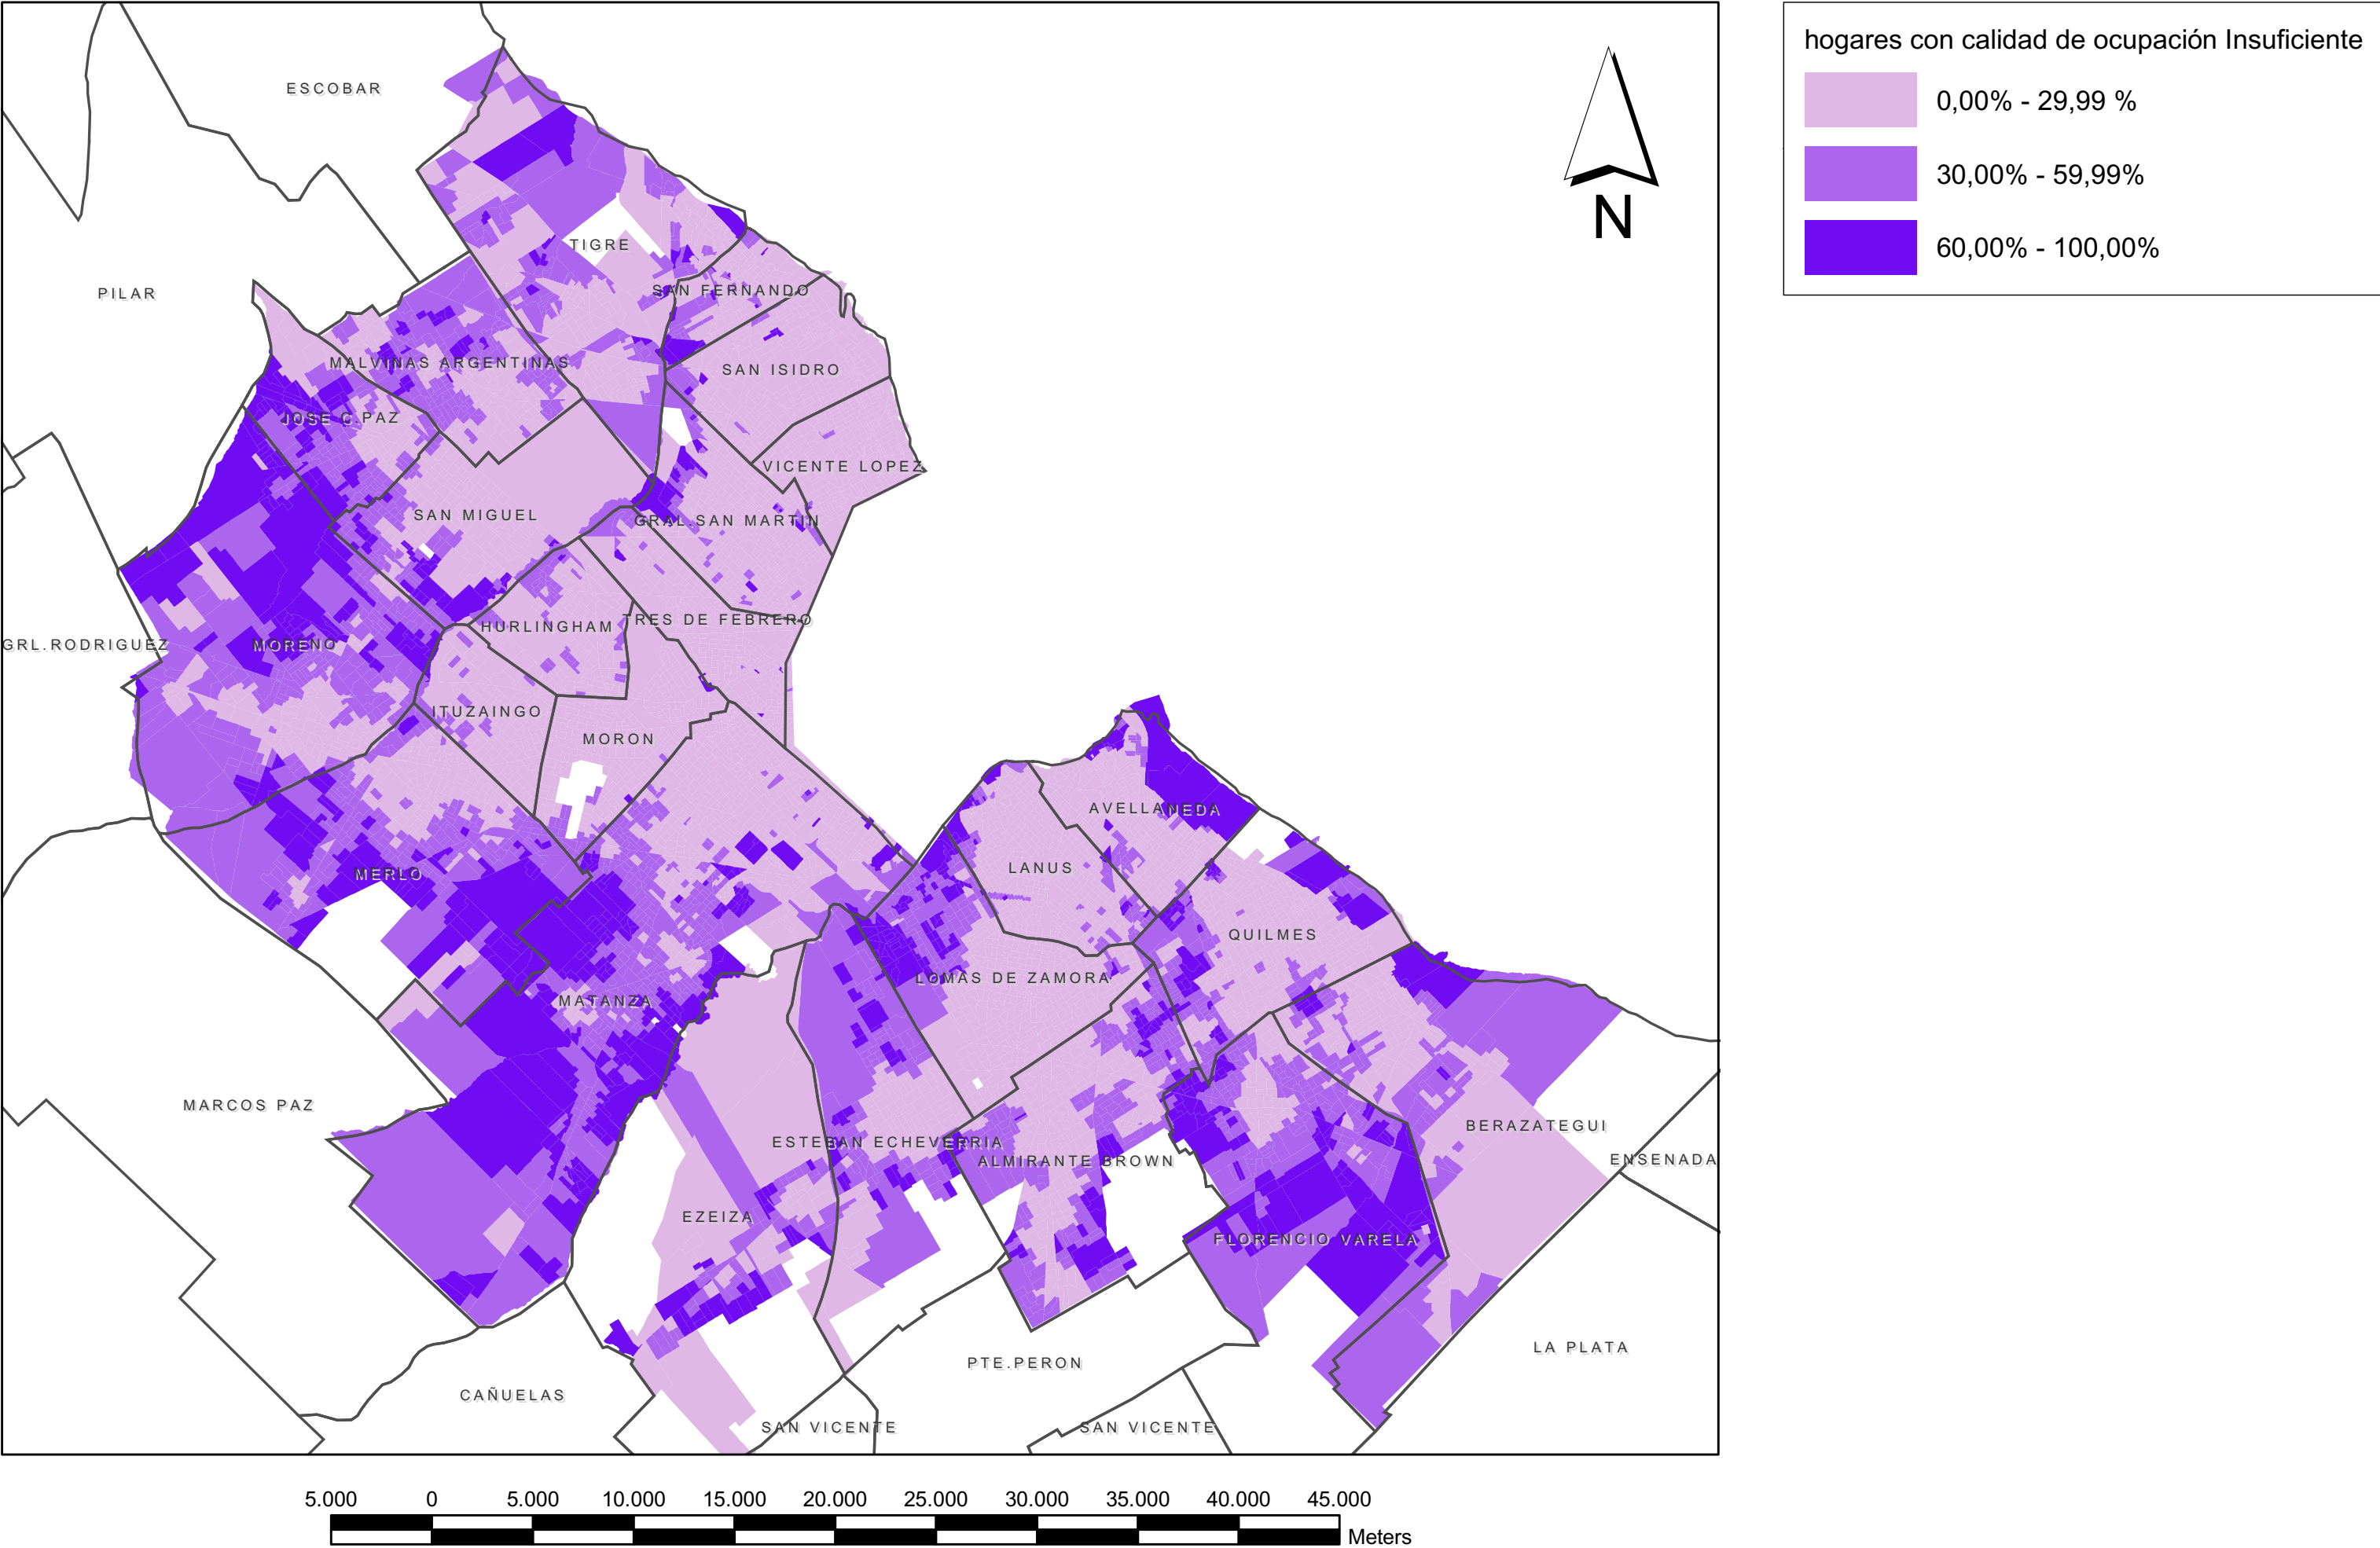 hogares con calidad de ocupación Insuficiente
0,00% - 29,99 %
30,00% - 59,99%
60,00% - 100,00%
N
ESCOBAR
TIGRE
PILAR
SAN FERNANDO
MALVINAS ARGENTINAS
SAN ISIDRO
JOSE C.PAZ
VICENTE LOPEZ
SAN MIGUEL
GRAL.SAN MARTIN
TRES DE FEBRERO
HURLINGHAM
GRL.RODRIGUEZ
MORENO
ITUZAINGO
MORON
AVELLANEDA
LANUS
MERLO
QUILMES
LOMAS DE ZAMORA
MATANZA
MARCOS PAZ
BERAZATEGUI
ESTEBAN ECHEVERRIA
ALMIRANTE BROWN
ENSENADA
EZEIZA
FLORENCIO VARELA
LA PLATA
PTE.PERON
CAÑUELAS
SAN VICENTE
SAN VICENTE
5.000 0 5.000 10.000 15.000 20.000 25.000 30.000 35.000 40.000 45.000
Meters